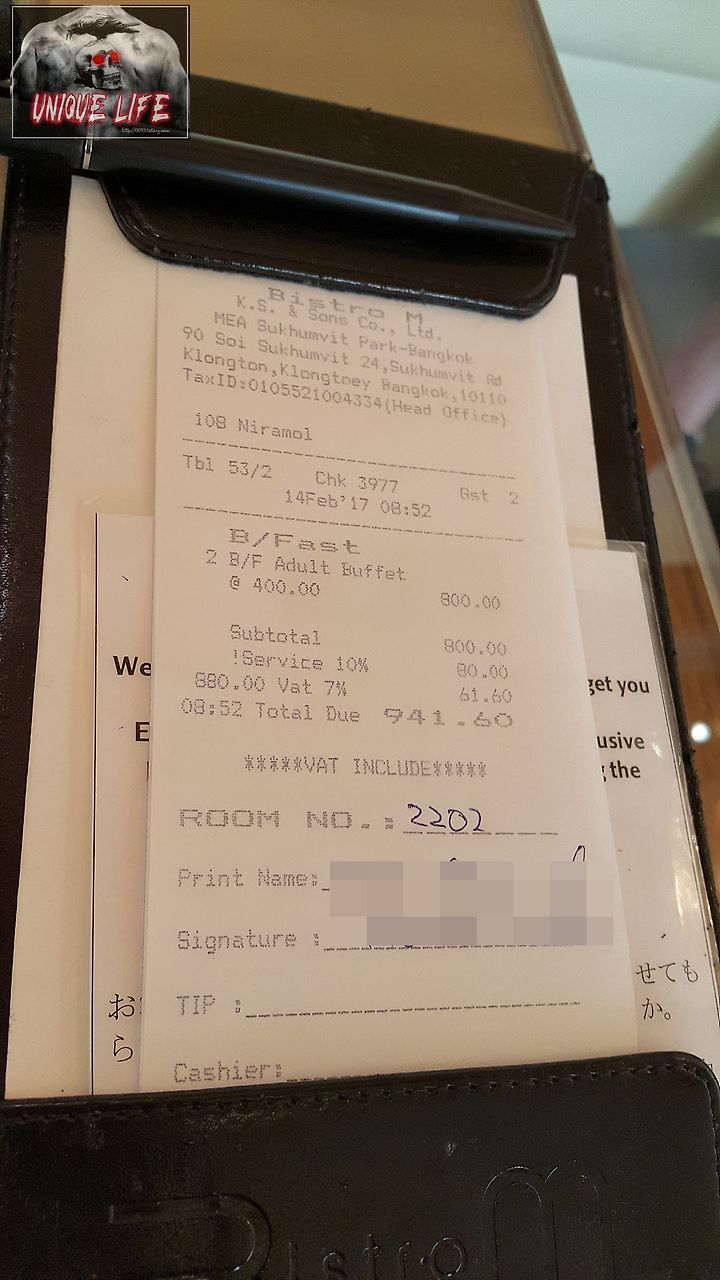 UNIQUE LIFE
Bistro M
K.S. & Sons Co., Ltd.
MEA Sukhumvit Park-Bangkok
90 Soi Sukhumvit 24,Sukhumvit Rd
Klongton,Klongtoey Bangkok,10110
TaxID:0105521004334(Head Office)
108 Niramol
Tbl 53/2 Chk 3977 Gst 2
14Feb'17 08:52
B/Fast
2 B/F Adult Buffet
@ 400.00 800.00
Subtotal 800.00
!Service 10% 80.00
880.00 Vat 7% 61.60
08:52 Total Due 941.60
*****VAT INCLUDE*****
ROOM NO.: 2202
Print Name:
Signature :
TIP :
Cashier:
We
get you
E
usive
the
せても
お
か。
ら
Bistro M